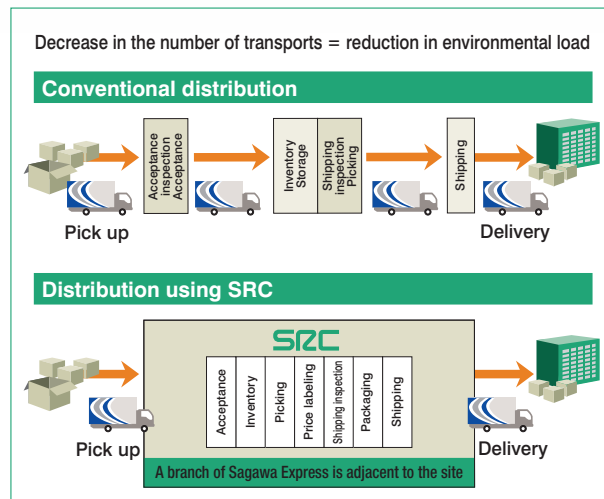 Decrease in the number of transports = reduction in environmental load
Conventional distribution
Acceptance
inspection
Acceptance
Inventory
Storage
Shipping
inspection
Picking
Shipping
Pick up
Delivery
Distribution using SRC
SRC
Acceptance
Inventory
Picking
Price labeling
Shipping inspection
Packaging
Shipping
Pick up
Delivery
A branch of Sagawa Express is adjacent to the site